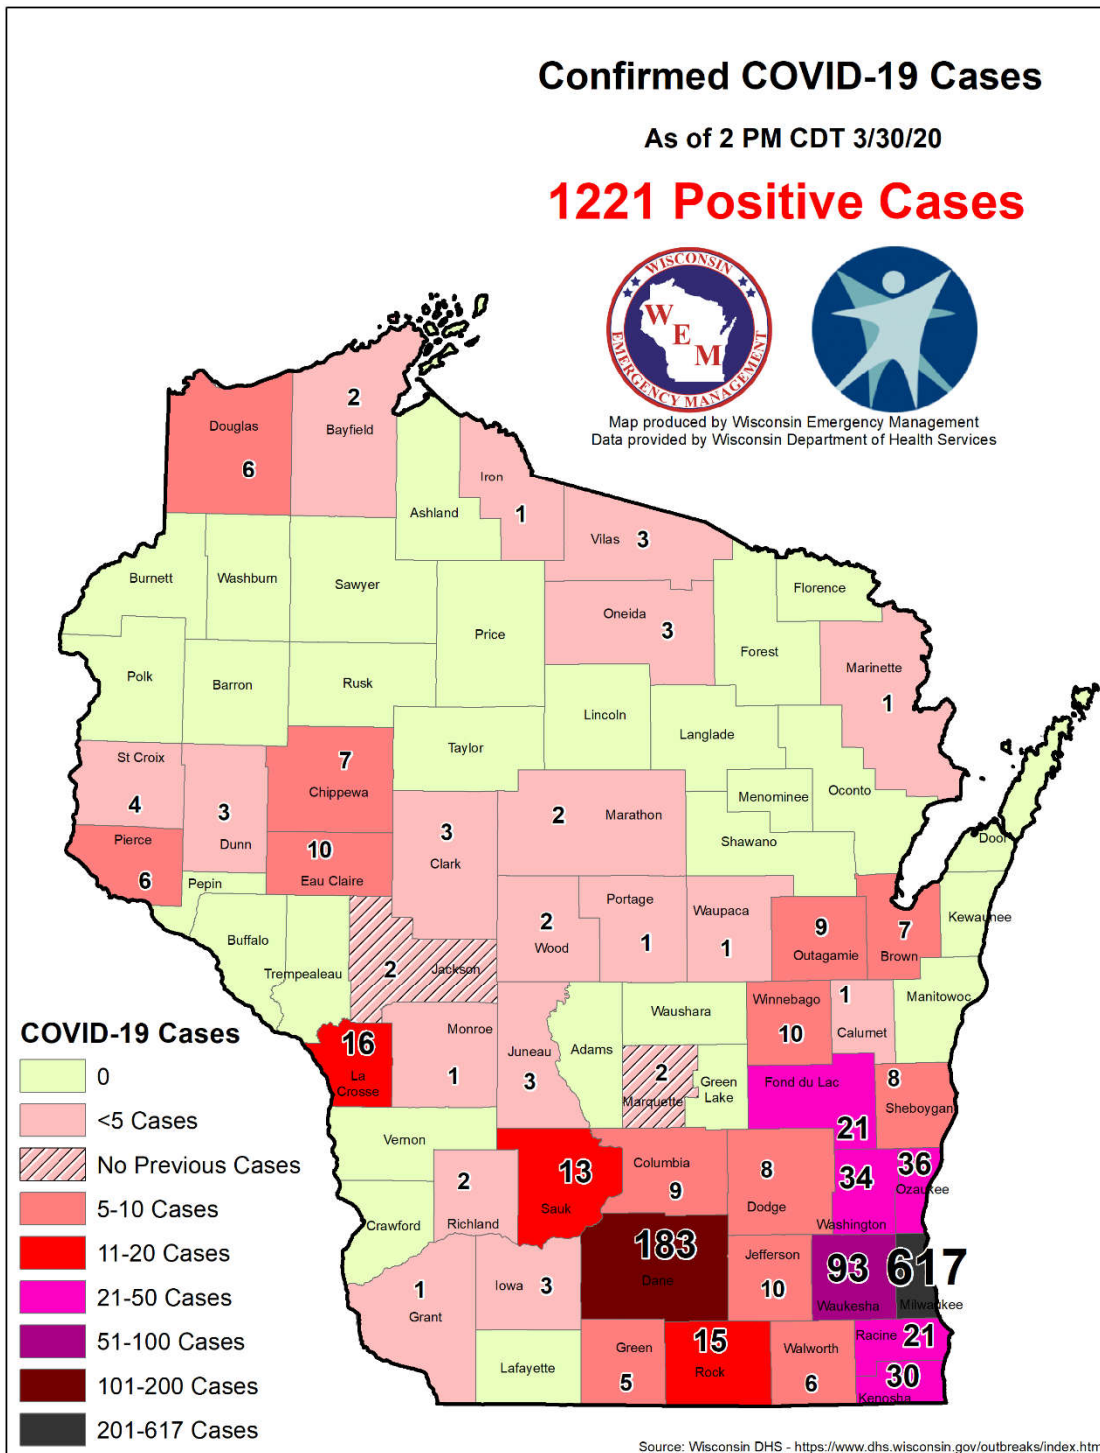 Confirmed COVID-19 Cases
As of 2 PM CDT 3/30/20
1221 Positive Cases
WISCONSIN
W
E
M
EMERGENCY MANAGEMENT
Map produced by Wisconsin Emergency Management
Data provided by Wisconsin Department of Health Services
Douglas
6
2
Bayfield
Ashland
Iron
1
Vilas 3
Burnett
Washburn
Sawyer
Price
Oneida
3
Florence
Forest
Marinette
1
Polk
Barron
Rusk
Lincoln
Langlade
Taylor
St Croix
4
3
Dunn
7
Chippewa
Menominee
Oconto
Pierce
6
10
Eau Claire
3
Clark
2 Marathon
Shawano
Door
Pepin
Buffalo
Trempealeau
2 Jackson
2
Wood
Portage
1
Waupaca
1
9
Outagamie
7
Brown
Kewaunee
16
La
Crosse
Monroe
1
Juneau
3
Adams
Waushara
2
Marquette
Green
Lake
Winnebago
10
1
Calumet
Manitowoc
Fond du Lac
21
8
Sheboygan
Vernon
Crawford
2
Richland
13
Sauk
Columbia
9
8
Dodge
34
Washington
36
Ozaukee
1
Grant
Iowa 3
183
Dane
Jefferson
10
93
Waukesha
617
Milwaukee
Lafayette
Green
5
15
Rock
Walworth
6
Racine 21
30
Kenosha
COVID-19 Cases
0
<5 Cases
No Previous Cases
5-10 Cases
11-20 Cases
21-50 Cases
51-100 Cases
101-200 Cases
201-617 Cases
Source: Wisconsin DHS - https://www.dhs.wisconsin.gov/outbreaks/index.htm